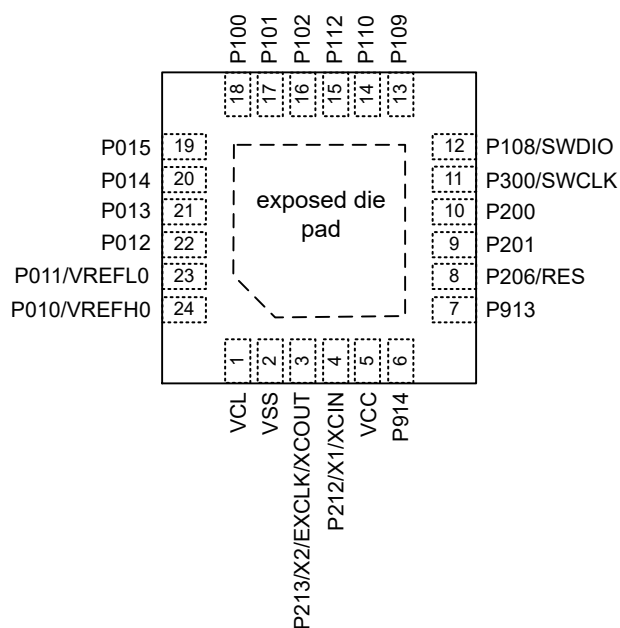 P100
P101
P102
P112
P110
P109
18
17
16
15
14
13
P015 19
P014 20
P013 21
P012 22
P011/VREFL0 23
P010/VREFH0 24
exposed die
pad
12 P108/SWDIO
11 P300/SWCLK
10 P200
9 P201
8 P206/RES
7 P913
1
2
3
4
5
6
VCL
VSS
P213/X2/EXCLK/XCOUT
P212/X1/XCIN
VCC
P914